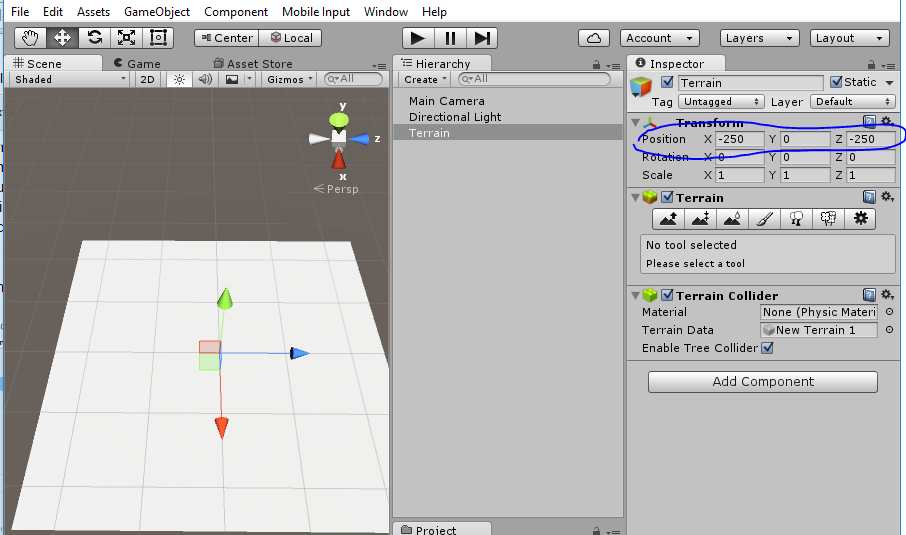 File Edit Assets GameObject Component Mobile Input Window Help
Center Local Account Layers Layout
Scene Game Asset Store
Shaded 2D Gizmos All
y
z
x
Persp
Hierarchy
Create All
Main Camera
Directional Light
Terrain
Project
Inspector
Terrain Static
Tag Untagged Layer Default
Transform
Position X -250 Y 0 Z -250
Rotation X 0 Y 0 Z 0
Scale X 1 Y 1 Z 1
Terrain
No tool selected
Please select a tool
Terrain Collider
Material None (Physic Materi
Terrain Data New Terrain 1
Enable Tree Collider
Add Component